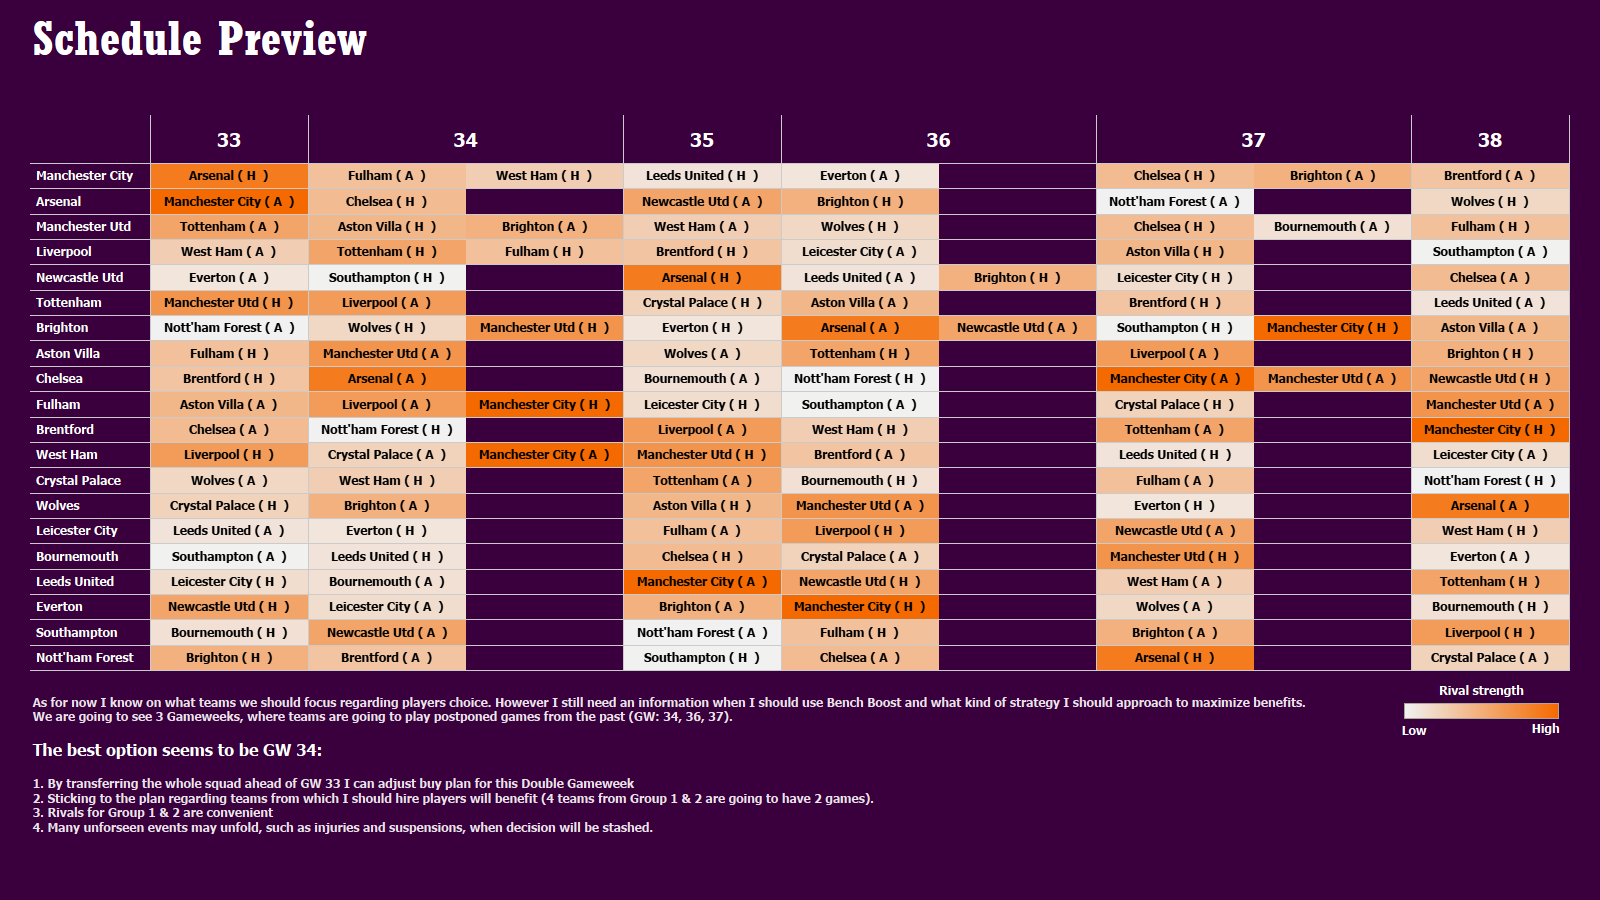 Schedule Preview
33 34 35 36 37 38
Manchester City Arsenal ( H ) Fulham ( A ) West Ham ( H ) Leeds United ( H ) Everton ( A ) Chelsea ( H ) Brighton ( A ) Brentford ( A )
Arsenal Manchester City ( A ) Chelsea ( H ) Newcastle Utd ( A ) Brighton ( H ) Nott'ham Forest ( A ) Wolves ( H )
Manchester Utd Tottenham ( A ) Aston Villa ( H ) Brighton ( A ) West Ham ( A ) Wolves ( H ) Chelsea ( H ) Bournemouth ( A ) Fulham ( H )
Liverpool West Ham ( A ) Tottenham ( H ) Fulham ( H ) Brentford ( H ) Leicester City ( A ) Aston Villa ( H ) Southampton ( A )
Newcastle Utd Everton ( A ) Southampton ( H ) Arsenal ( H ) Leeds United ( A ) Brighton ( H ) Leicester City ( H ) Chelsea ( A )
Tottenham Manchester Utd ( H ) Liverpool ( A ) Crystal Palace ( H ) Aston Villa ( A ) Brentford ( H ) Leeds United ( A )
Brighton Nott'ham Forest ( A ) Wolves ( H ) Manchester Utd ( H ) Everton ( H ) Arsenal ( A ) Newcastle Utd ( A ) Southampton ( H ) Manchester City ( H ) Aston Villa ( A )
Aston Villa Fulham ( H ) Manchester Utd ( A ) Wolves ( A ) Tottenham ( H ) Liverpool ( A ) Brighton ( H )
Chelsea Brentford ( H ) Arsenal ( A ) Bournemouth ( A ) Nott'ham Forest ( H ) Manchester City ( A ) Manchester Utd ( A ) Newcastle Utd ( H )
Fulham Aston Villa ( A ) Liverpool ( A ) Manchester City ( H ) Leicester City ( H ) Southampton ( A ) Crystal Palace ( H ) Manchester Utd ( A )
Brentford Chelsea ( A ) Nott'ham Forest ( H ) Liverpool ( A ) West Ham ( H ) Tottenham ( A ) Manchester City ( H )
West Ham Liverpool ( H ) Crystal Palace ( A ) Manchester City ( A ) Manchester Utd ( H ) Brentford ( A ) Leeds United ( H ) Leicester City ( A )
Crystal Palace Wolves ( A ) West Ham ( H ) Tottenham ( A ) Bournemouth ( H ) Fulham ( A ) Nott'ham Forest ( H )
Wolves Crystal Palace ( H ) Brighton ( A ) Aston Villa ( H ) Manchester Utd ( A ) Everton ( H ) Arsenal ( A )
Leicester City Leeds United ( A ) Everton ( H ) Fulham ( A ) Liverpool ( H ) Newcastle Utd ( A ) West Ham ( H )
Bournemouth Southampton ( A ) Leeds United ( H ) Chelsea ( H ) Crystal Palace ( A ) Manchester Utd ( H ) Everton ( A )
Leeds United Leicester City ( H ) Bournemouth ( A ) Manchester City ( A ) Newcastle Utd ( H ) West Ham ( A ) Tottenham ( H )
Everton Newcastle Utd ( H ) Leicester City ( A ) Brighton ( A ) Manchester City ( H ) Wolves ( A ) Bournemouth ( H )
Southampton Bournemouth ( H ) Newcastle Utd ( A ) Nott'ham Forest ( A ) Fulham ( H ) Brighton ( A ) Liverpool ( H )
Nott'ham Forest Brighton ( H ) Brentford ( A ) Southampton ( H ) Chelsea ( A ) Arsenal ( H ) Crystal Palace ( A )
As for now I know on what teams we should focus regarding players choice. However I still need an information when I should use Bench Boost and what kind of strategy I should approach to maximize benefits.
We are going to see 3 Gameweeks, where teams are going to play postponed games from the past (GW: 34, 36, 37).
Rival strength
Low High
The best option seems to be GW 34:
1. By transferring the whole squad ahead of GW 33 I can adjust buy plan for this Double Gameweek
2. Sticking to the plan regarding teams from which I should hire players will benefit (4 teams from Group 1 & 2 are going to have 2 games).
3. Rivals for Group 1 & 2 are convenient
4. Many unforseen events may unfold, such as injuries and suspensions, when decision will be stashed.